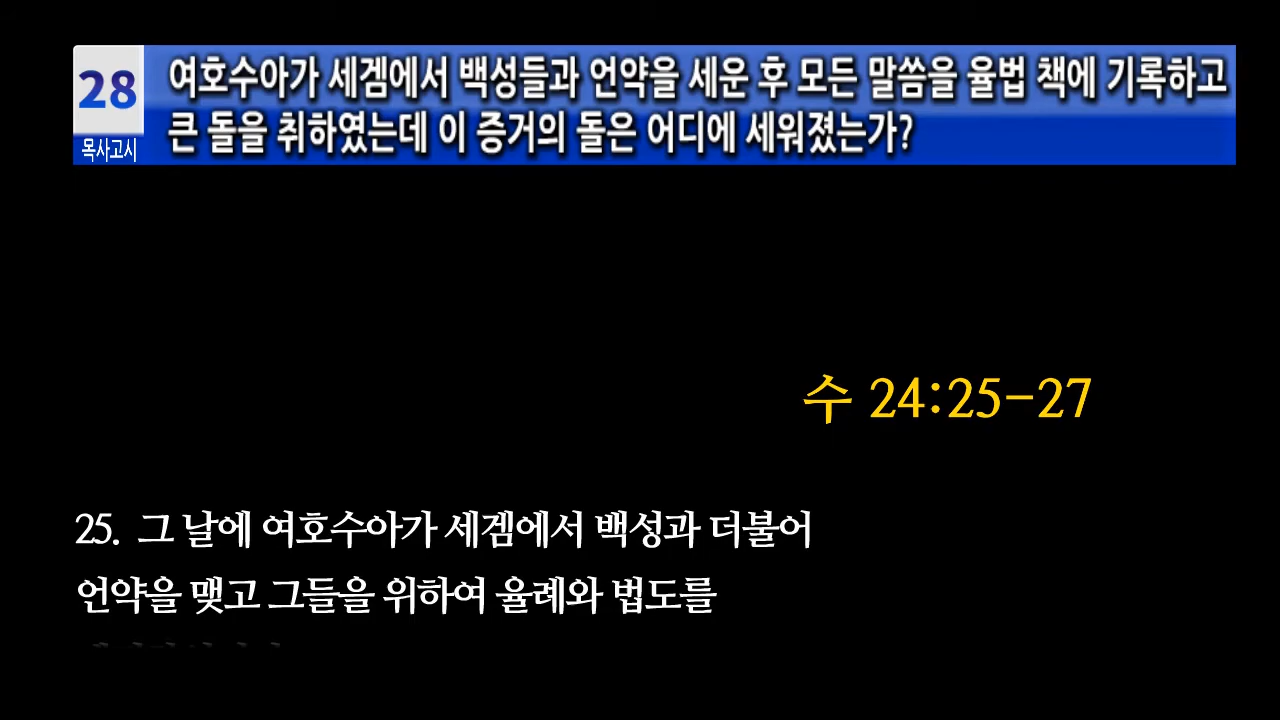 28
목사고시
여호수아가 세겜에서 백성들과 언약을 세운 후 모든 말씀을 율법 책에 기록하고
큰 돌을 취하였는데 이 증거의 돌은 어디에 세워졌는가?
수 24:25-27
25. 그 날에 여호수아가 세겜에서 백성과 더불어
언약을 맺고 그들을 위하여 율례와 법도를